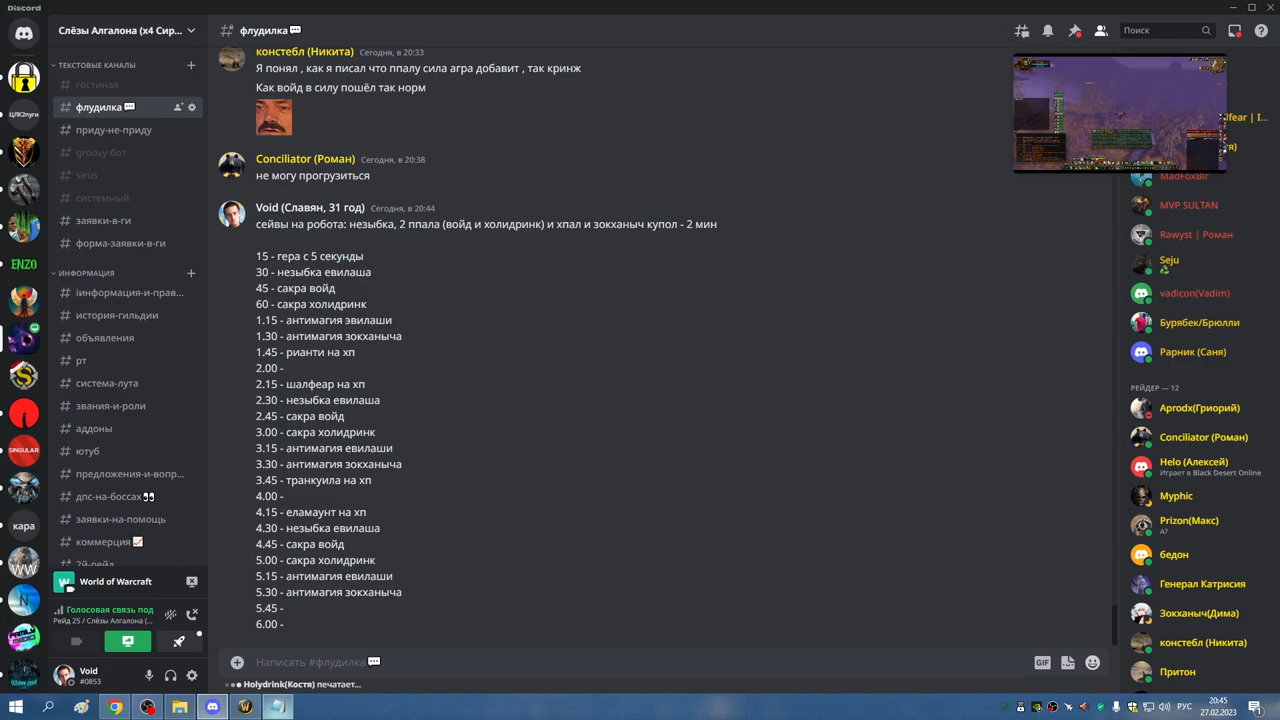 Discord
Слёзы Алгалона (x4 Сир...
флудилка💬
Поиск
ТЕКСТОВЫЕ КАНАЛЫ
гостиная
флудилка💬
приду-не-приду
groovy-бот
sirus
системный
заявки-в-ги
форма-заявки-в-ги
ИНФОРМАЦИЯ
iинформация-и-прав...
история-гильдии
объявления
рт
система-лута
звания-и-роли
аддоны
ютуб
предложения-и-вопр...
дпс-на-боссах👀
заявки-на-помощь
коммерция📈
2й-рейд
World of Warcraft
Голосовая связь под
Рейд 25 / Слёзы Алгалона (...
Void
#0853
ЦЛК2пуги
ENZO
SINGULAR
кара
WW
констебл (Никита) Сегодня, в 20:33
Я понял , как я писал что ппалу сила агра добавит , так кринж
Как войд в силу пошёл так норм
Conciliator (Роман) Сегодня, в 20:38
не могу прогрузиться
Void (Славян, 31 год) Сегодня, в 20:44
сейвы на робота: незыбка, 2 ппала (войд и холидринк) и хпал и зокханыч купол - 2 мин
15 - гера с 5 секунды
30 - незыбка евилаша
45 - сакра войд
60 - сакра холидринк
1.15 - антимагия эвилаши
1.30 - антимагия зокханыча
1.45 - рианти на хп
2.00 -
2.15 - шалфеар на хп
2.30 - незыбка евилаша
2.45 - сакра войд
3.00 - сакра холидринк
3.15 - антимагия евилаши
3.30 - антимагия зокханыча
3.45 - транкуила на хп
4.00 -
4.15 - еламаунт на хп
4.30 - незыбка евилаша
4.45 - сакра войд
5.00 - сакра холидринк
5.15 - антимагия евилаши
5.30 - антимагия зокханыча
5.45 -
6.00 -
Написать #флудилка💬
GIF
Holydrink(Костя) печатает...
lfear | I...
MadFoxBlr
MVP SULTAN
Rawyst | Роман
Seju
vadicon(Vadim)
Бурябек/Брюлли
Рарник (Саня)
РЕЙДЕР — 12
Aprodx(Гриорий)
Conciliator (Роман)
Helo (Алексей)
Играет в Black Desert Online
Myphic
Prizon(Макс)
А?
бедон
Генерал Катрисия
Зокханыч(Дима)
констебл (Никита)
Притон
РУС
20:45
27.02.2023
1